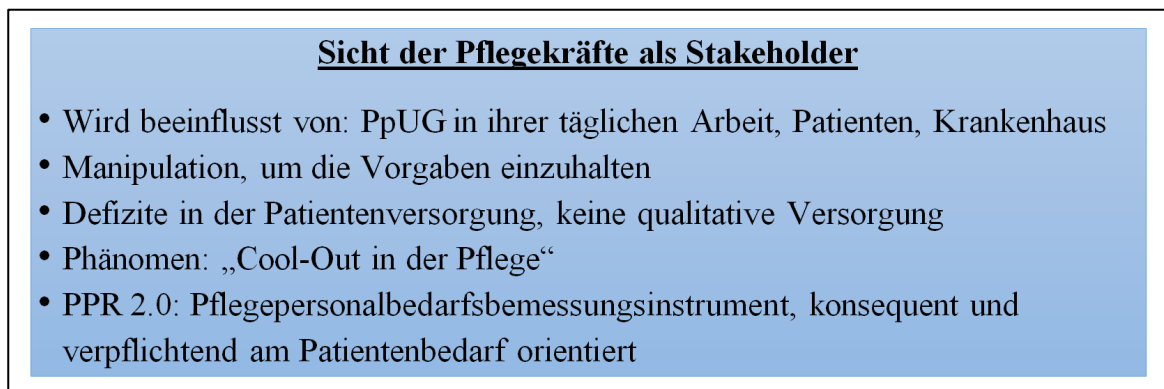 Sicht der Pflegekräfte als Stakeholder
• Wird beeinflusst von: PpUG in ihrer täglichen Arbeit, Patienten, Krankenhaus
• Manipulation, um die Vorgaben einzuhalten
• Defizite in der Patientenversorgung, keine qualitative Versorgung
• Phänomen: „Cool-Out in der Pflege“
• PPR 2.0: Pflegepersonalbedarfsbemessungsinstrument, konsequent und
verpflichtend am Patientenbedarf orientiert